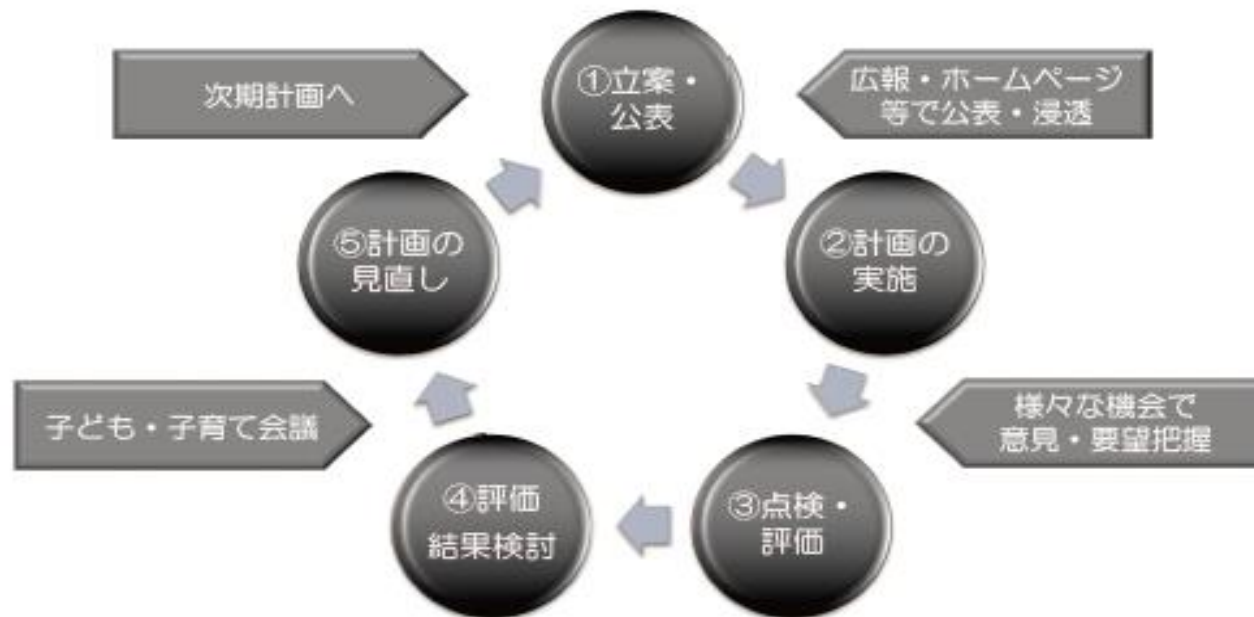 ①立案・
公表
次期計画へ
広報・ホームページ
等で公表・浸透
⑤計画の
見直し
②計画の
実施
子ども・子育て会議
様々な機会で
意見・要望把握
④評価
結果検討
③点検・
評価